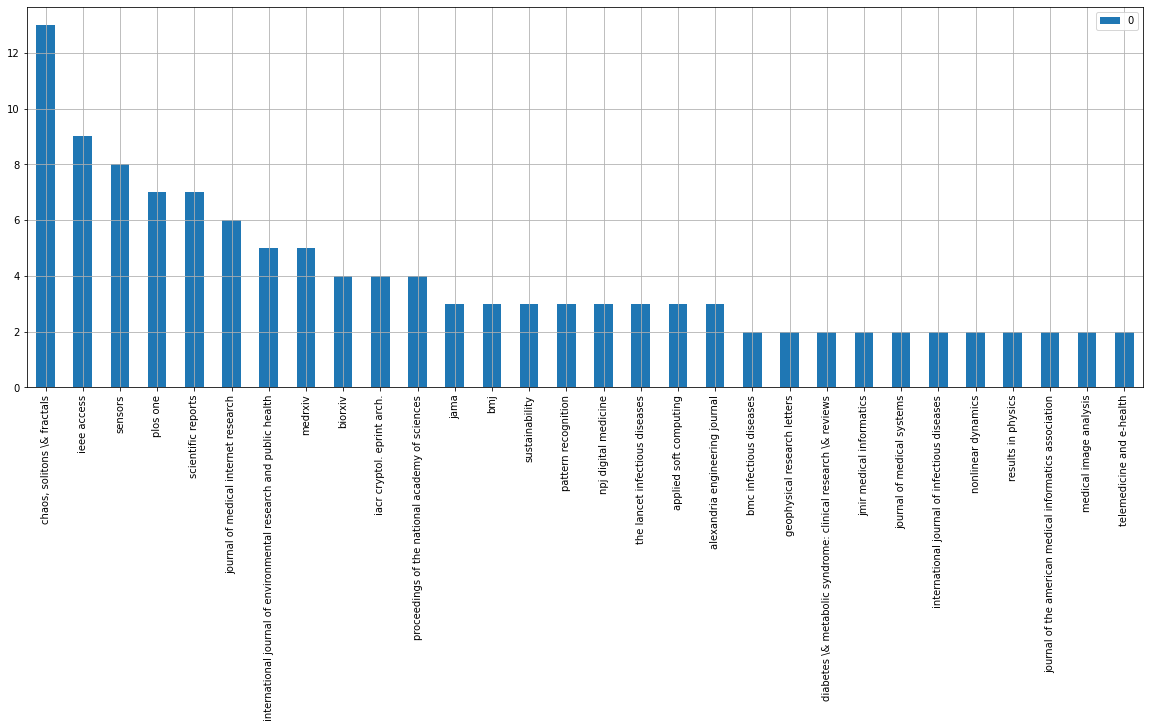 0
12
10
8
6
4
2
0
chaos, solitons \& fractals
ieee access
sensors
plos one
scientific reports
journal of medical internet research
international journal of environmental research and public health
medrxiv
biorxiv
iacr cryptol. eprint arch.
proceedings of the national academy of sciences
jama
bmj
sustainability
pattern recognition
npj digital medicine
the lancet infectious diseases
applied soft computing
alexandria engineering journal
bmc infectious diseases
geophysical research letters
diabetes \& metabolic syndrome: clinical research \& reviews
jmir medical informatics
journal of medical systems
international journal of infectious diseases
nonlinear dynamics
results in physics
journal of the american medical informatics association
medical image analysis
telemedicine and e-health